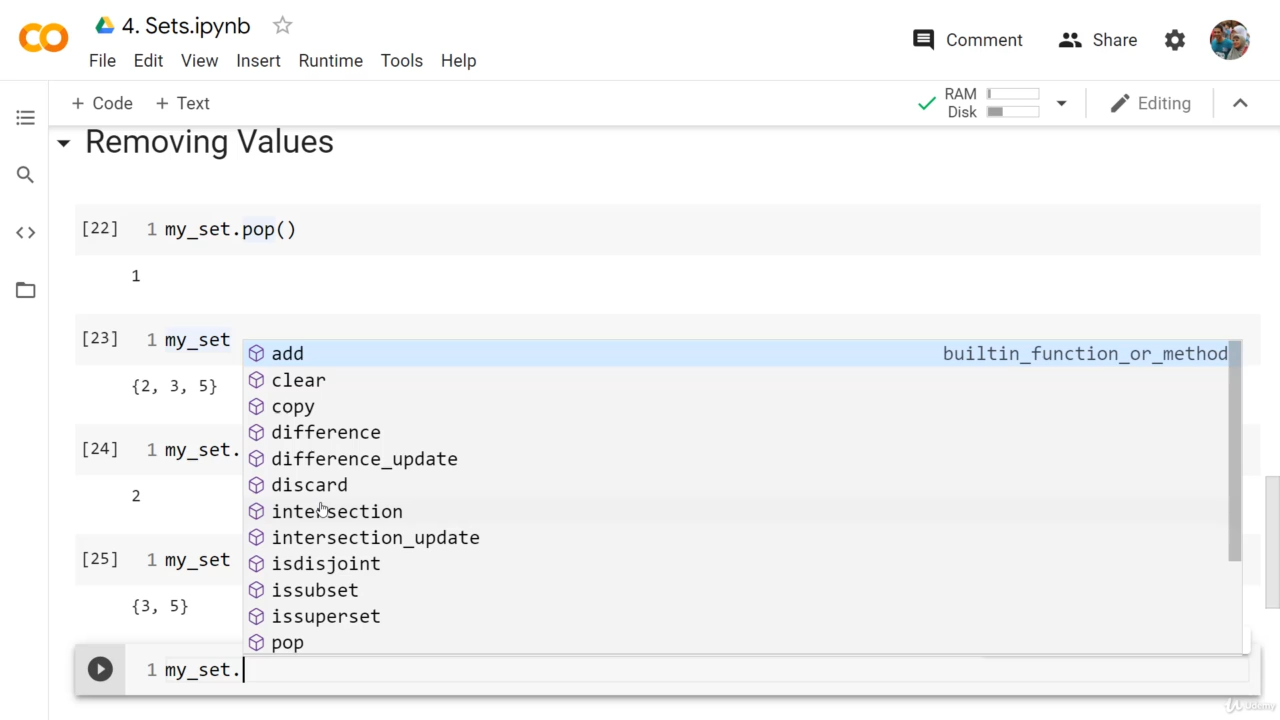 4. Sets.ipynb
File Edit View Insert Runtime Tools Help
Comment Share
+ Code + Text
RAM
Disk
Editing
Removing Values
[22] 1 my_set.pop()
1
[23] 1 my_set
{2, 3, 5}
[24] 1 my_set.
2
[25] 1 my_set
{3, 5}
1 my_set.
add builtin_function_or_method
clear
copy
difference
difference_update
discard
intersection
intersection_update
isdisjoint
issubset
issuperset
pop
Udemy